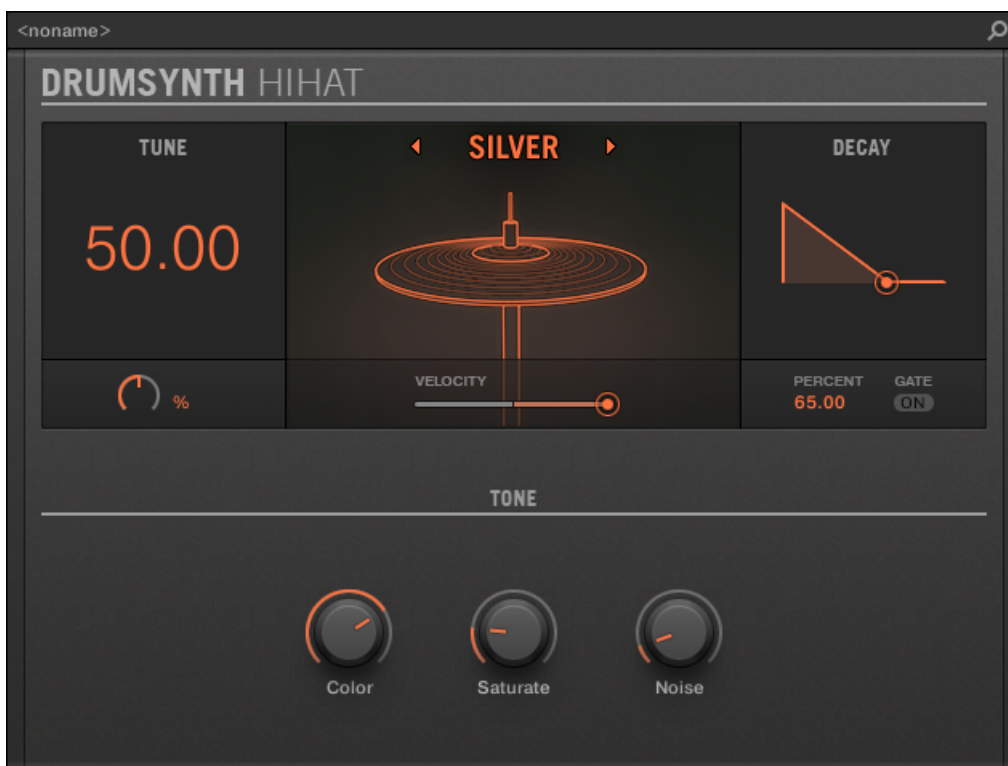 <noname>
DRUMSYNTH HIHAT
TUNE
SILVER
DECAY
50.00
%
VELOCITY
PERCENT GATE
65.00 ON
TONE
Color Saturate Noise